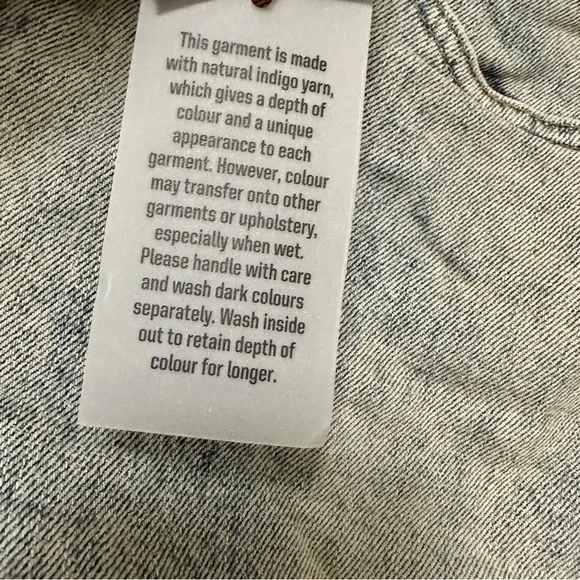 This garment is made
with natural indigo yarn,
which gives a depth of
colour and a unique
appearance to each
garment. However, colour
may transfer onto other
garments or upholstery,
especially when wet.
Please handle with care
and wash dark colours
separately. Wash inside
out to retain depth of
colour for longer.